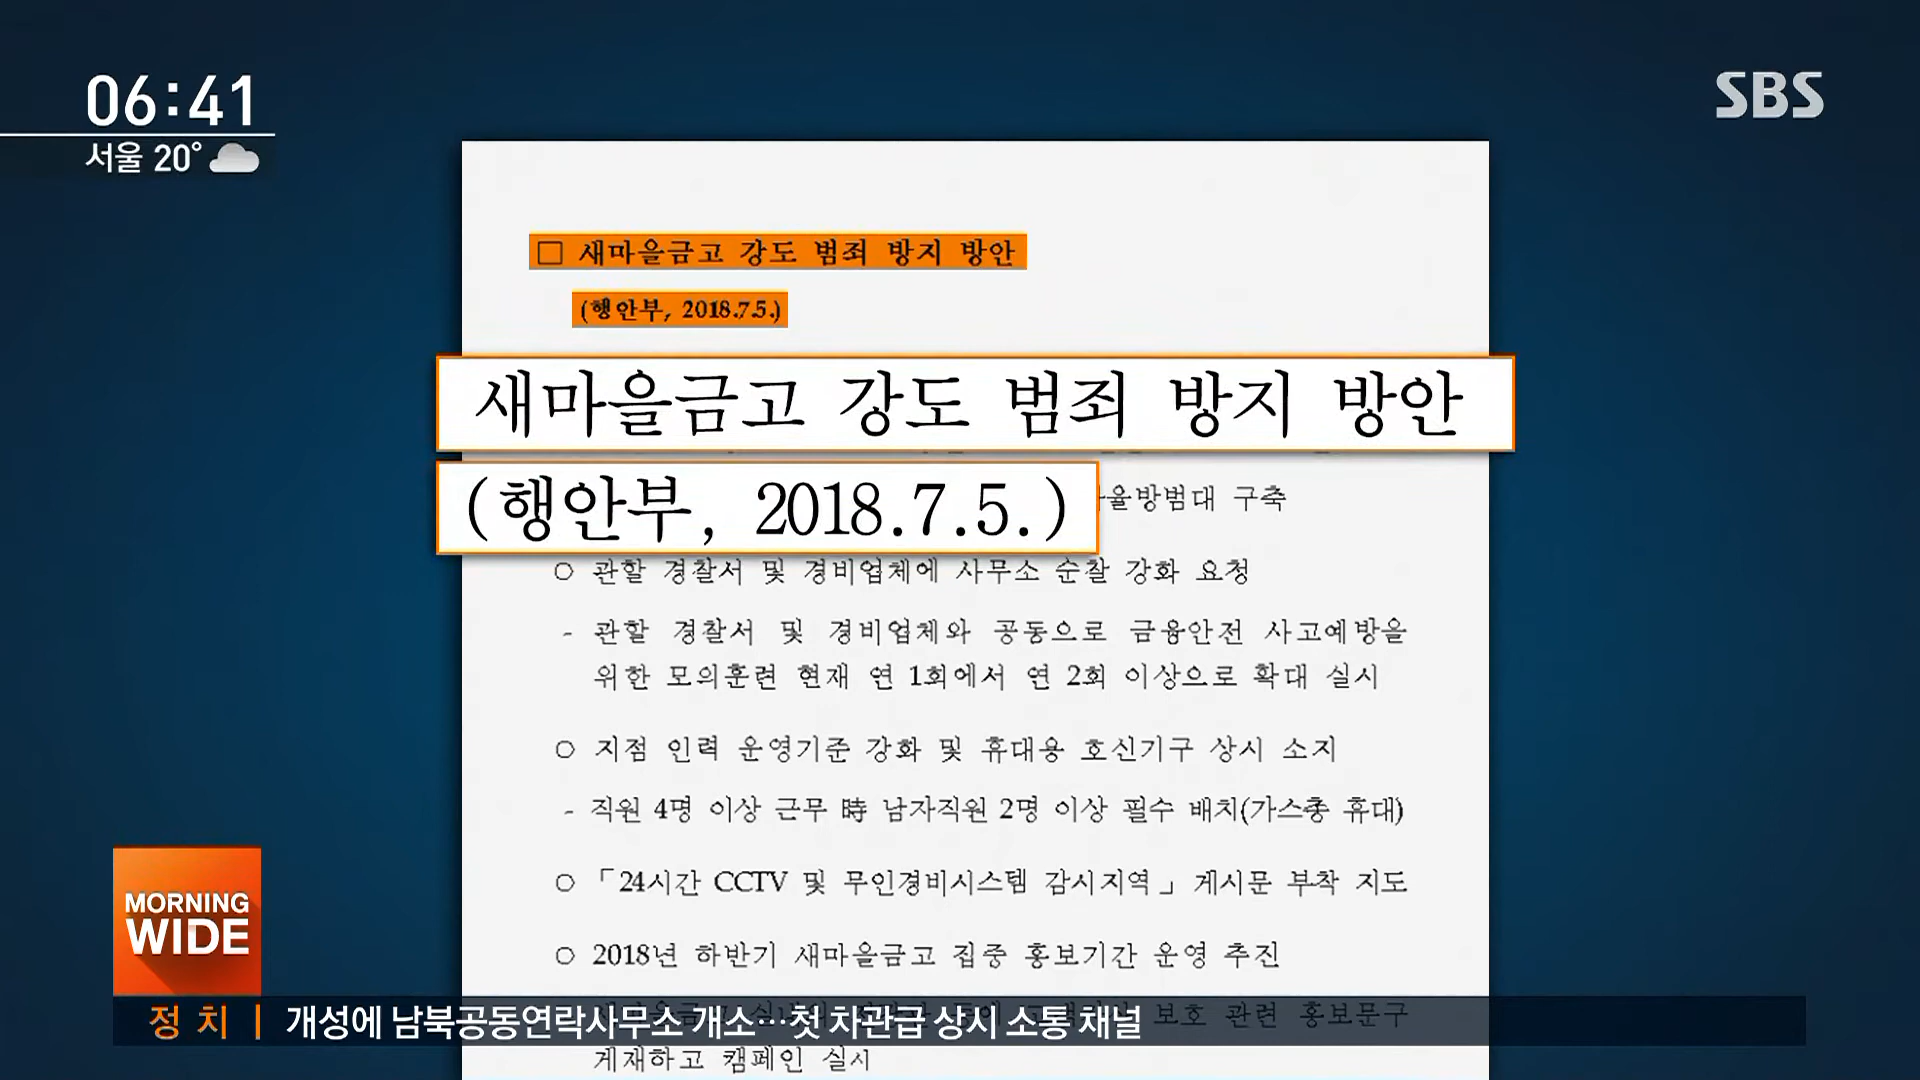 06:41
SBS
서울 20°
□ 새마을금고 강도 범죄 방지 방안
(행안부, 2018.7.5.)
새마을금고 강도 범죄 방지 방안
(행안부, 2018.7.5.)
율방범대 구축
○ 관할 경찰서 및 경비업체에 사무소 순찰 강화 요청
- 관할 경찰서 및 경비업체와 공동으로 금융안전 사고예방을
위한 모의훈련 현재 연 1회에서 연 2회 이상으로 확대 실시
○ 지점 인력 운영기준 강화 및 휴대용 호신기구 상시 소지
- 직원 4명 이상 근무 時 남자직원 2명 이상 필수 배치(가스총 휴대)
○ 「24시간 CCTV 및 무인경비시스템 감시지역」 게시문 부착 지도
○ 2018년 하반기 새마을금고 집중 홍보기간 운영 추진
보호 관련 홍보문구
게재하고 캠페인 실시
MORNING
WIDE
정치 | 개성에 남북공동연락사무소 개소…첫 차관급 상시 소통 채널